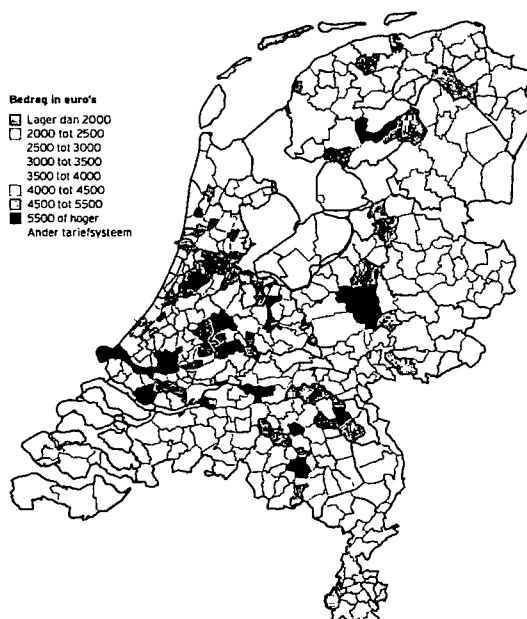 Bedrag in euro's
Lager dan 2000
2000 tot 2500
2500 tot 3000
3000 tot 3500
3500 tot 4000
4000 tot 4500
4500 tot 5500
5500 of hoger
Ander tariefsysteem